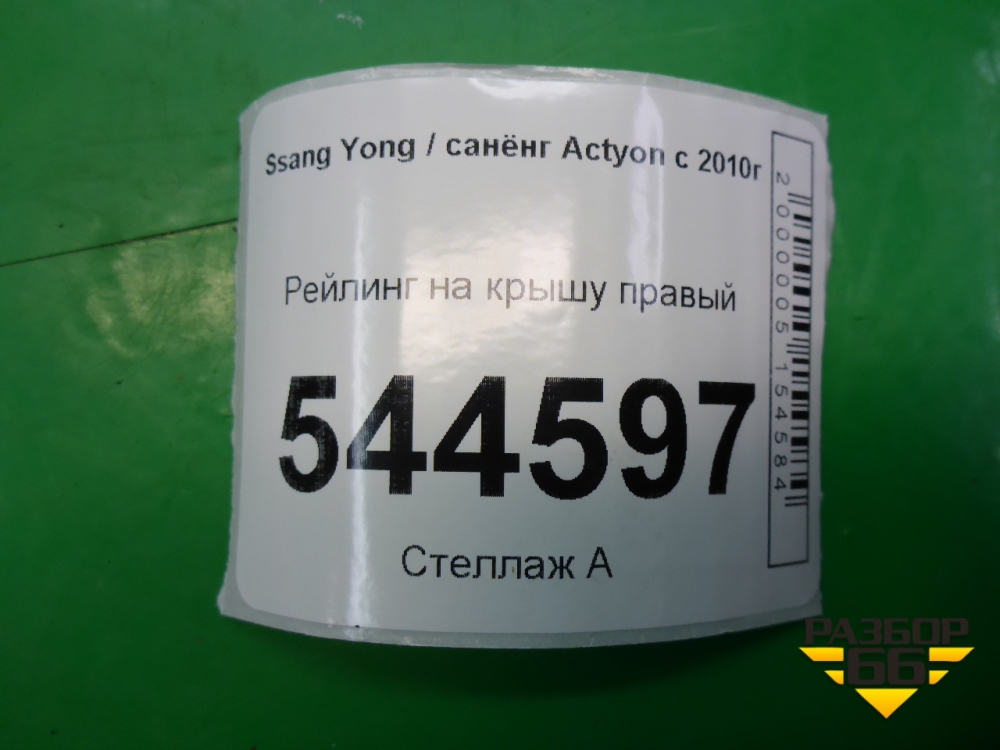 Ssang Yong / санёнг Actyon с 2010г
Рейлинг на крышу правый
544597
Стеллаж А
2000005154584
РАЗБОР
66